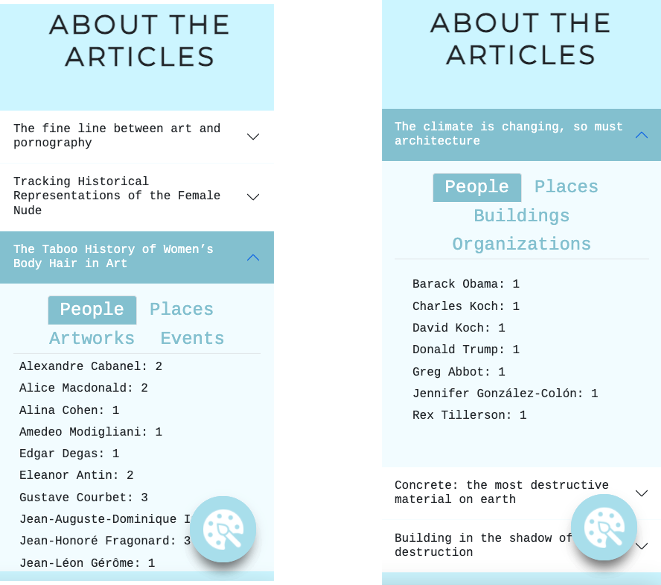 ABOUT THE
ARTICLES
The fine line between art and
pornography
Tracking Historical
Representations of the Female
Nude
The Taboo History of Women’s
Body Hair in Art
People Places
Artworks Events
Alexandre Cabanel: 2
Alice Macdonald: 2
Alina Cohen: 1
Amedeo Modigliani: 1
Edgar Degas: 1
Eleanor Antin: 2
Gustave Courbet: 3
Jean-Auguste-Dominique
Jean-Honoré Fragonard: 3
Jean-Léon Gérôme: 1
ABOUT THE
ARTICLES
The climate is changing, so must
architecture
People Places
Buildings
Organizations
Barack Obama: 1
Charles Koch: 1
David Koch: 1
Donald Trump: 1
Greg Abbot: 1
Jennifer González-Colón: 1
Rex Tillerson: 1
Concrete: the most destructive
material on earth
Building in the shadow of
destruction